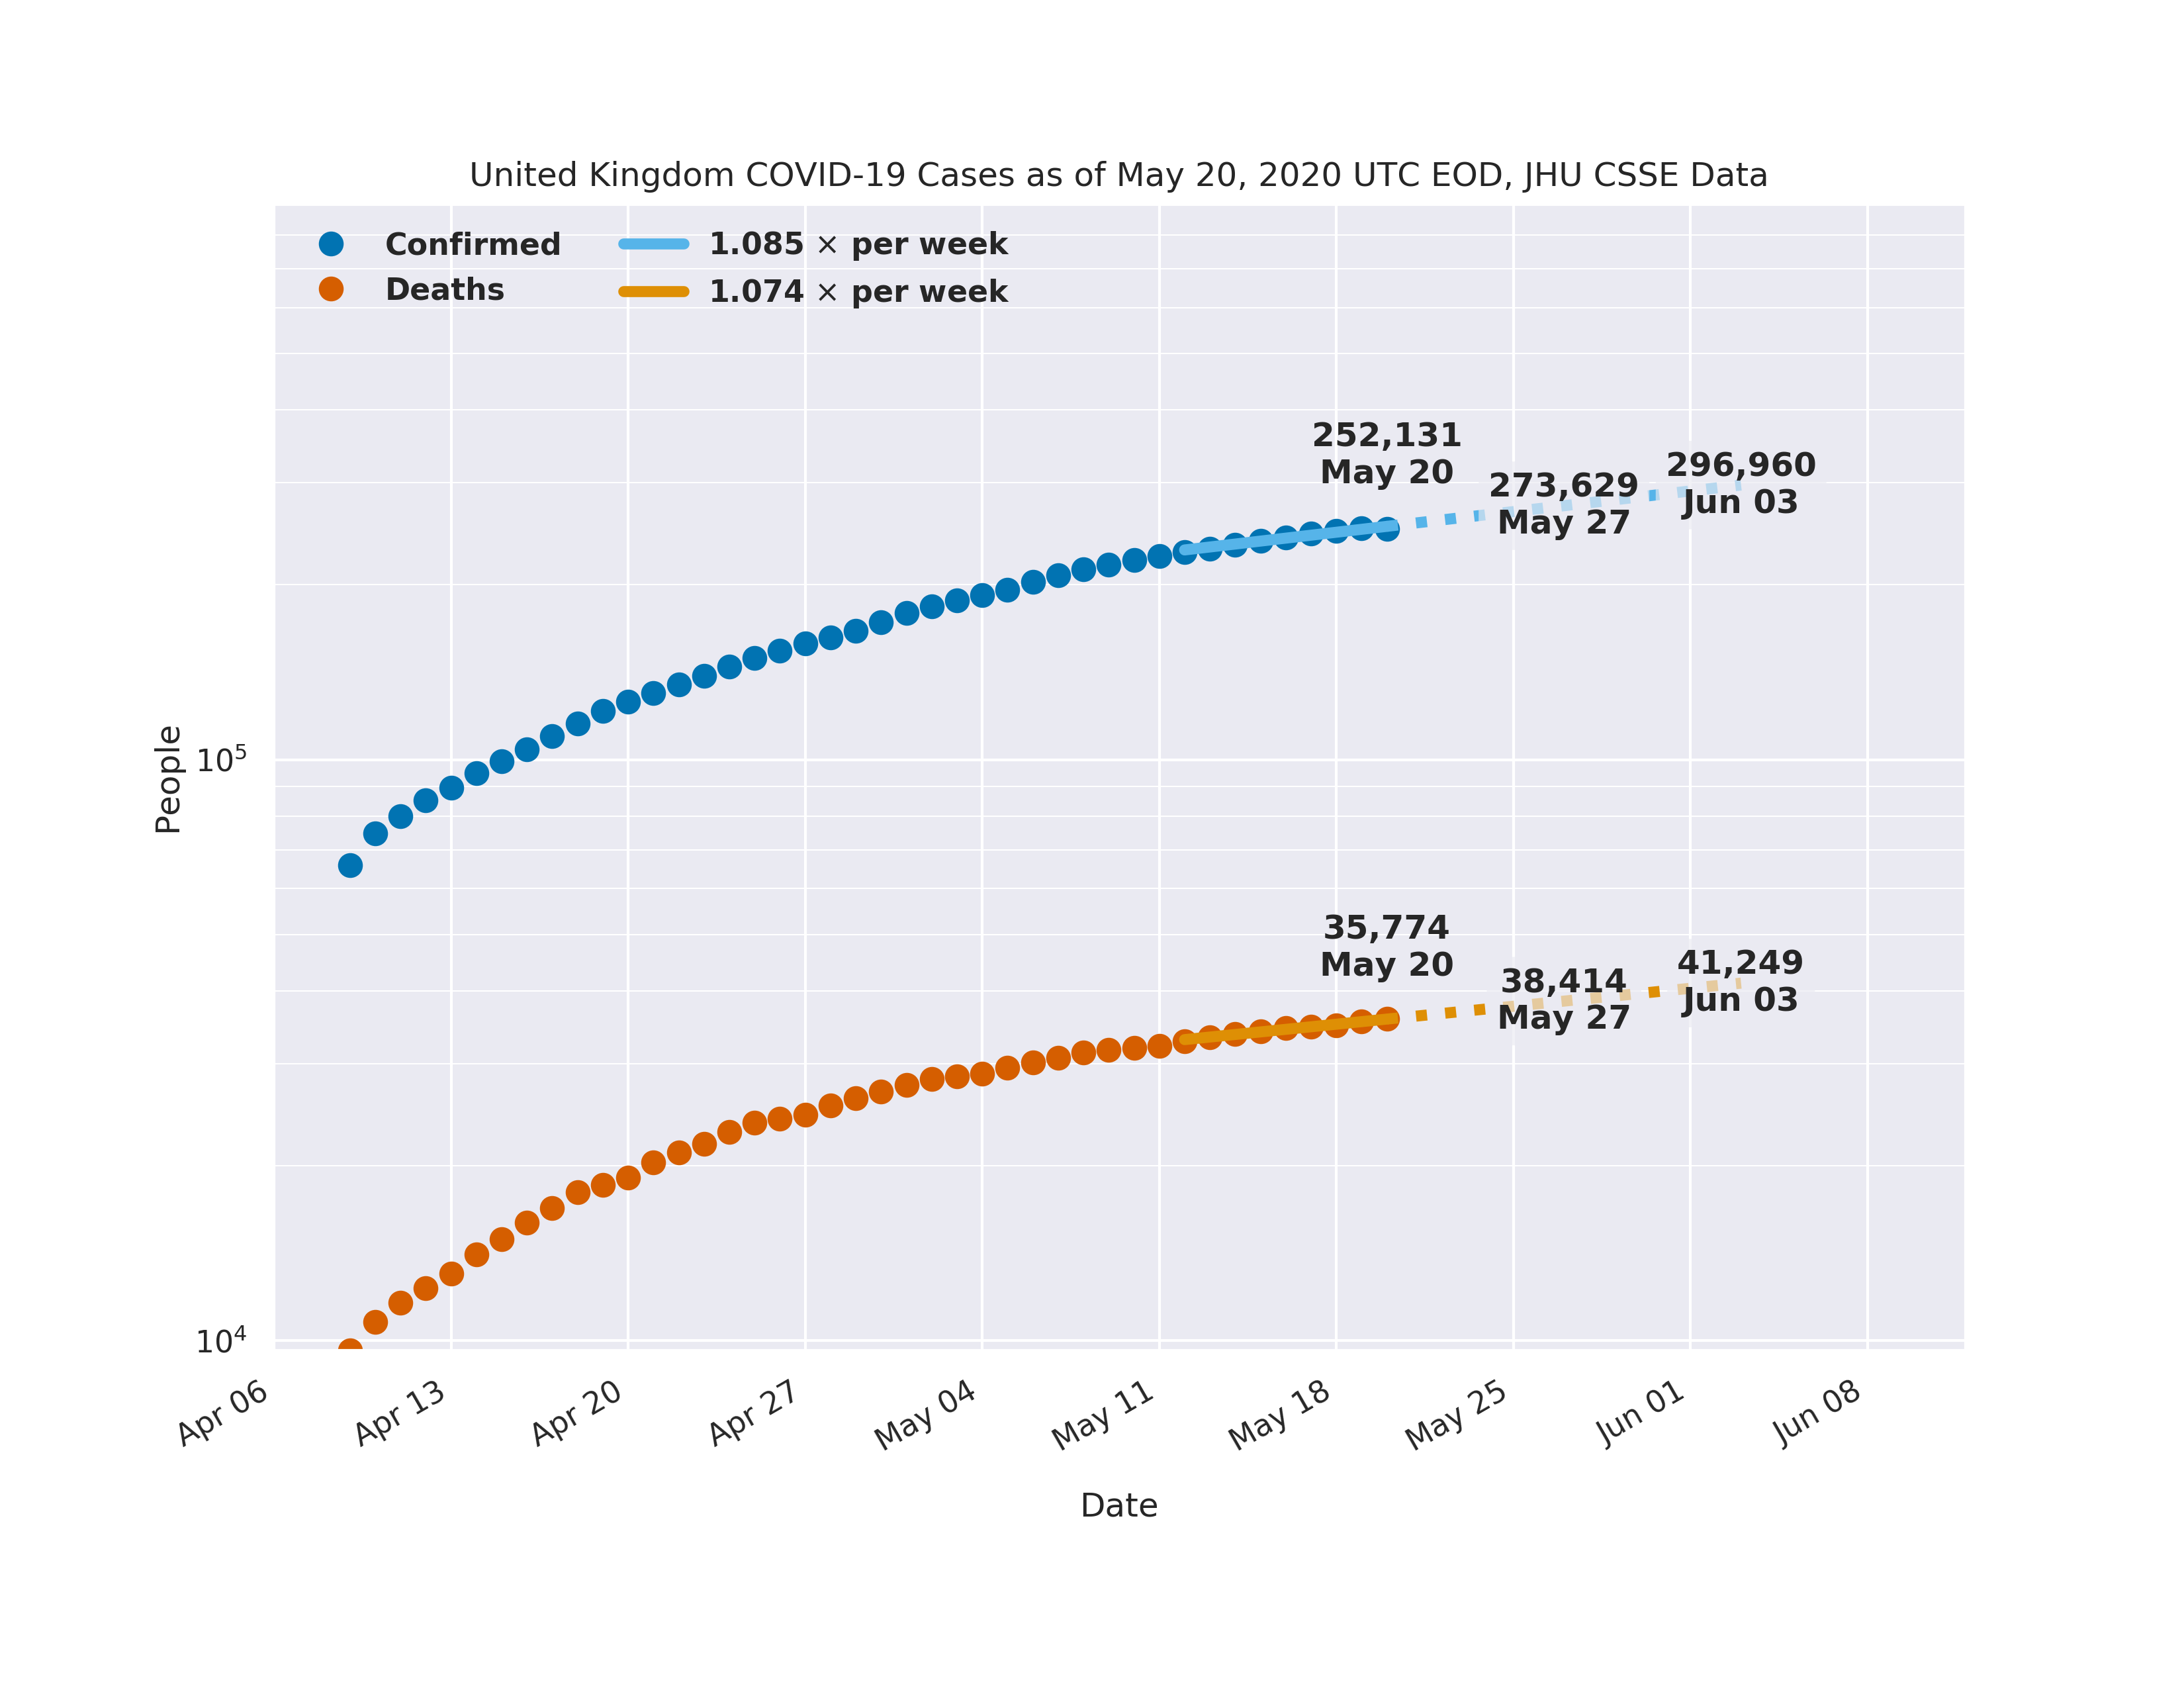 United Kingdom COVID-19 Cases as of May 20, 2020 UTC EOD, JHU CSSE Data
Confirmed
Deaths
1.085 × per week
1.074 × per week
252,131
May 20
273,629
May 27
296,960
Jun 03
35,774
May 20
38,414
May 27
41,249
Jun 03
People
10⁵
10⁴
Apr 06
Apr 13
Apr 20
Apr 27
May 04
May 11
May 18
May 25
Jun 01
Jun 08
Date